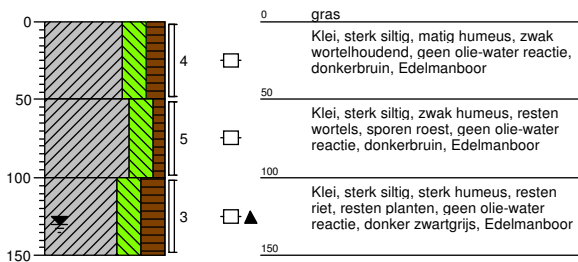 0
50
100
150
4
5
3
0
gras
Klei, sterk siltig, matig humeus, zwak
wortelhoudend, geen olie-water reactie,
donkerbruin, Edelmanboor
50
Klei, sterk siltig, zwak humeus, resten
wortels, sporen roest, geen olie-water
reactie, donkerbruin, Edelmanboor
100
Klei, sterk siltig, sterk humeus, resten
riet, resten planten, geen olie-water
reactie, donker zwartgrijs, Edelmanboor
150